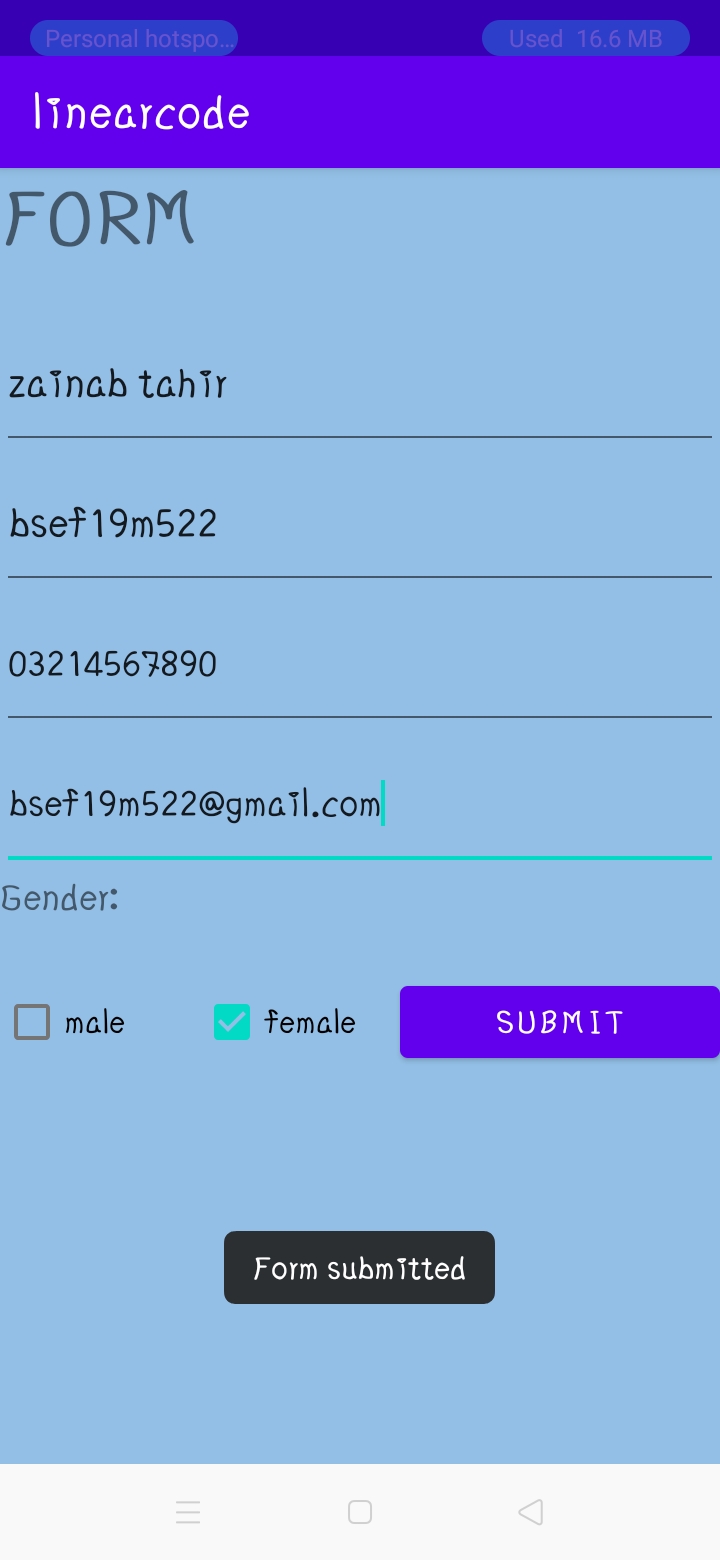 Personal hotspo... Used 16.6 MB
linearcode
FORM
zainab tahir
bsef19m522
03214567890
bsef19m522@gmail.com
Gender:
male female SUBMIT
Form submitted